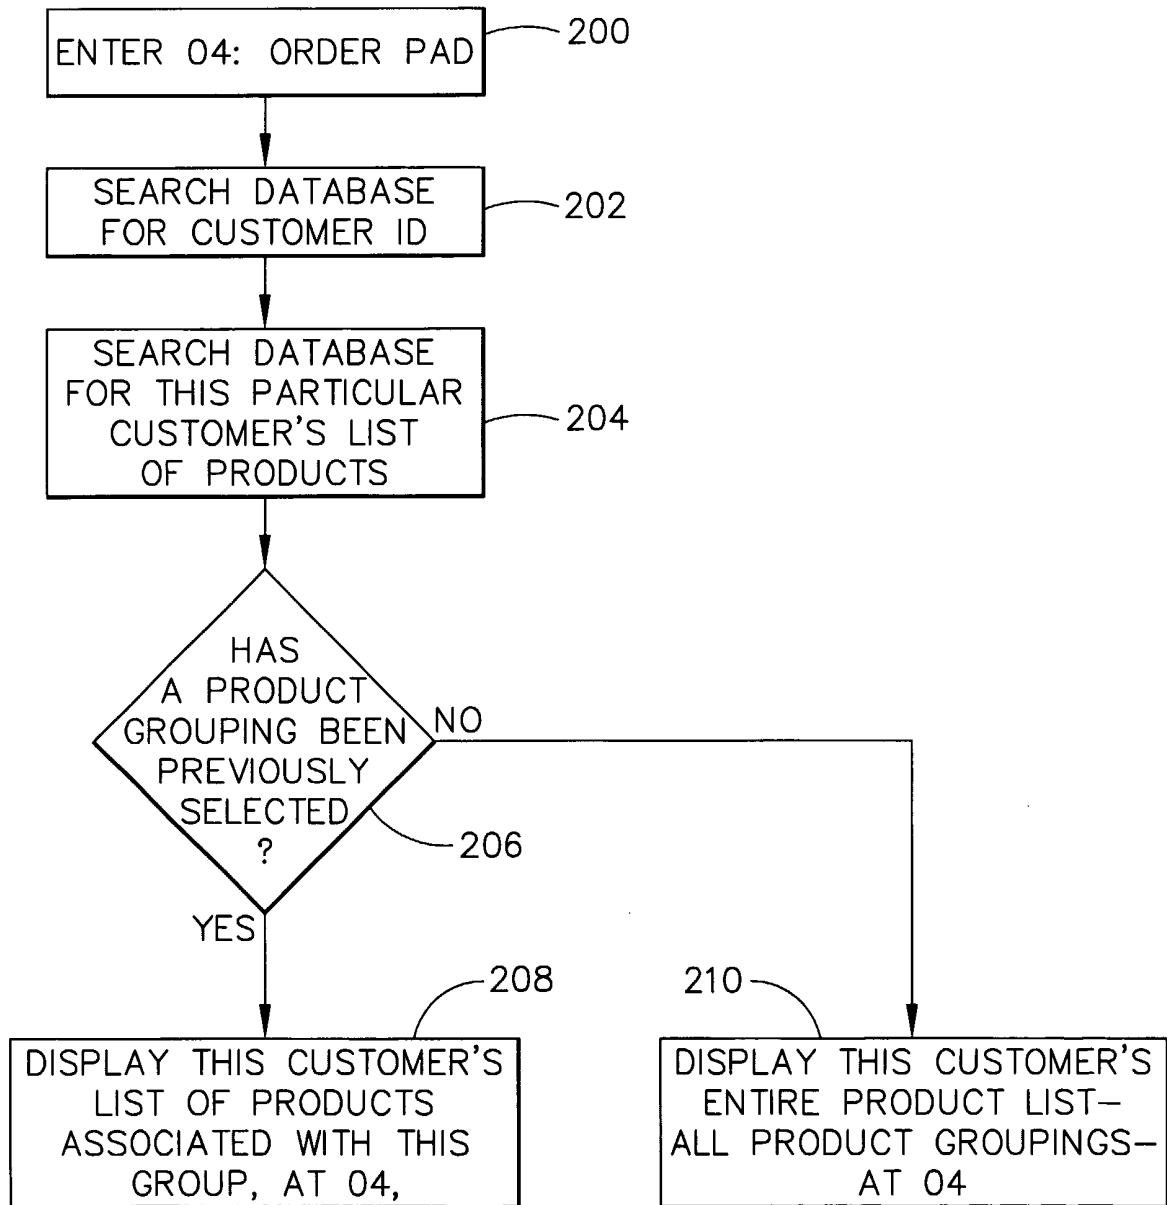 ENTER 04: ORDER PAD
200
SEARCH DATABASE
FOR CUSTOMER ID
202
SEARCH DATABASE
FOR THIS PARTICULAR
CUSTOMER'S LIST
OF PRODUCTS
204
HAS
A PRODUCT
GROUPING BEEN
PREVIOUSLY
SELECTED
?
206
NO
YES
208
DISPLAY THIS CUSTOMER'S
LIST OF PRODUCTS
ASSOCIATED WITH THIS
GROUP, AT 04,
210
DISPLAY THIS CUSTOMER'S
ENTIRE PRODUCT LIST–
ALL PRODUCT GROUPINGS–
AT 04